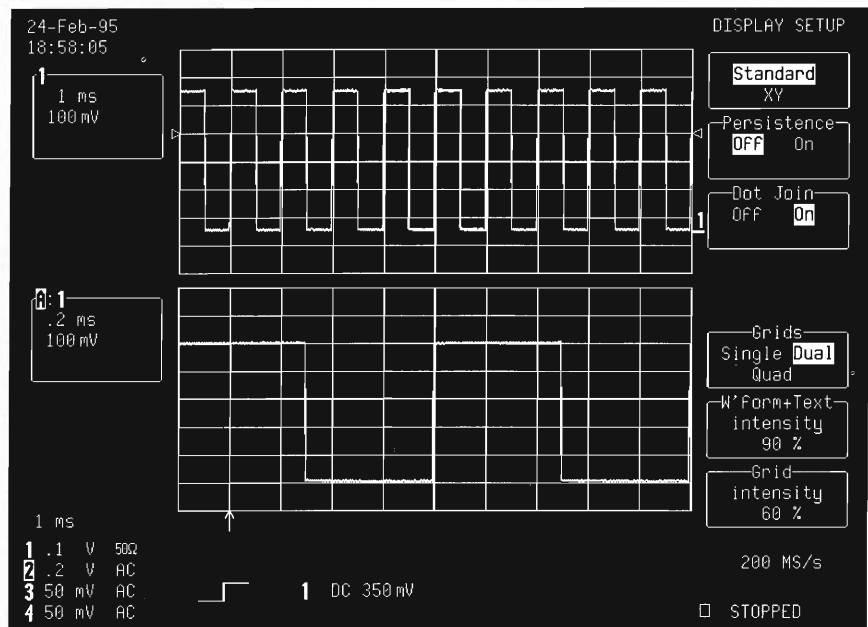 24-Feb-95
18:58:05
1
1 ms
100 mV
A:1
.2 ms
100 mV
1 ms
1 .1 V 50Ω
2 .2 V AC
3 50 mV AC
4 50 mV AC
1
1 DC 350 mV
DISPLAY SETUP
Standard
XY
Persistence
Off On
Dot Join
Off On
Grids
Single Dual
Quad
W'form+Text
intensity
90 %
Grid
intensity
60 %
200 MS/s
STOPPED